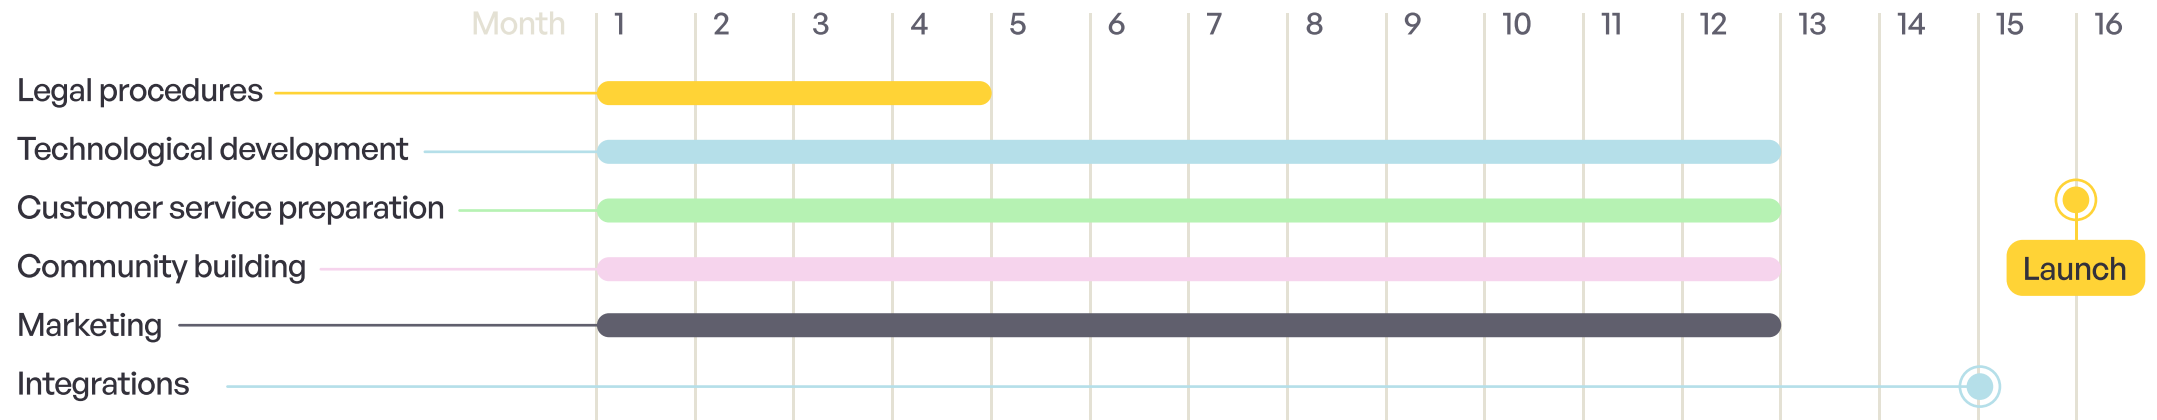 Month 1 2 3 4 5 6 7 8 9 10 11 12 13 14 15 16
Legal procedures
Technological development
Customer service preparation
Community building
Launch
Marketing
Integrations